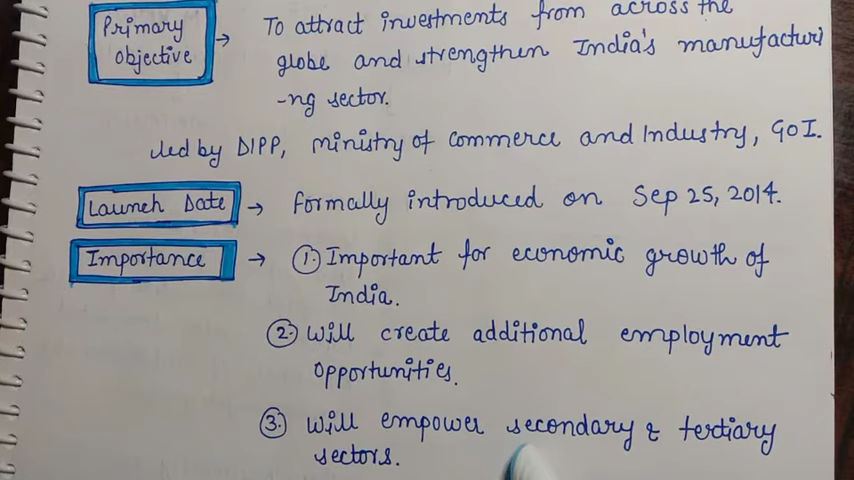 Primary objective → To attract investments from across the
globe and strengthen India's manufacturi
-ng sector.
Led by DIPP, Ministry of Commerce and Industry, GoI.
Launch Date → Formally introduced on Sep 25, 2014.
Importance → 1. Important for economic growth of
India.
2. Will create additional employment
opportunities.
3. Will empower secondary & tertiary
sectors.